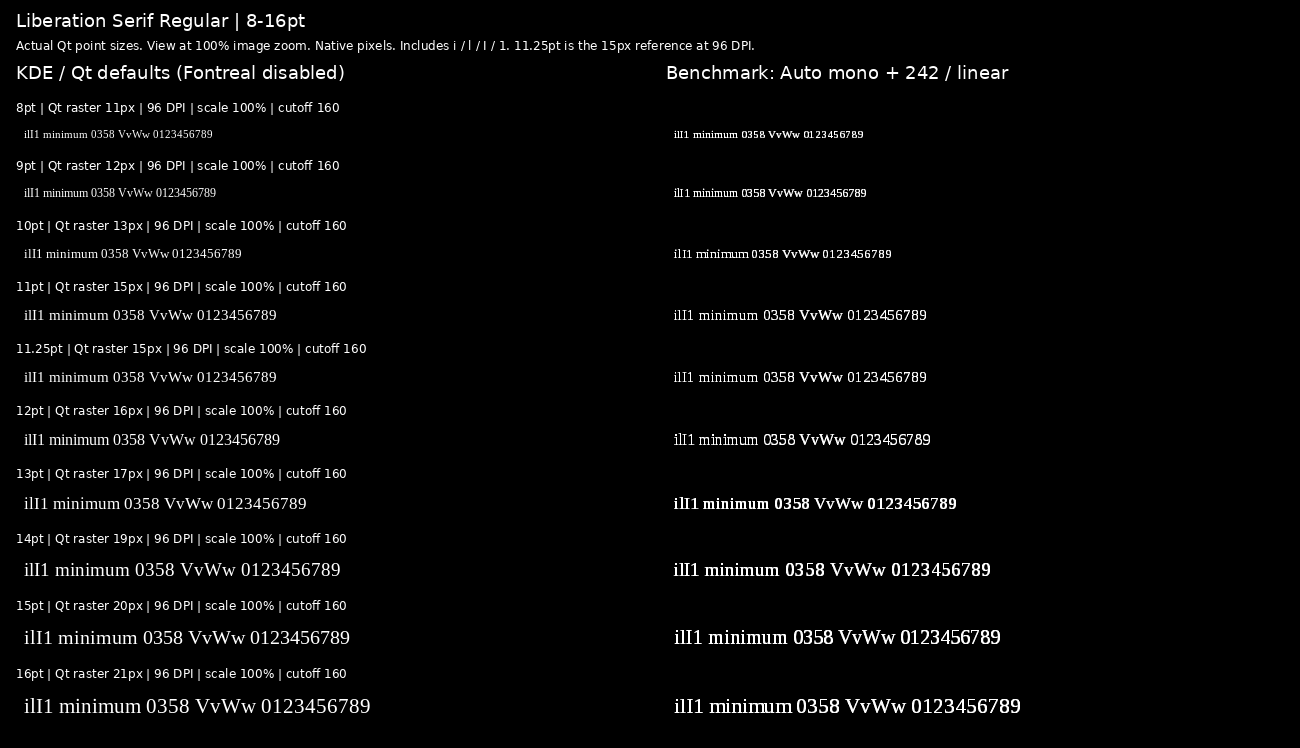 Liberation Serif Regular | 8-16pt
Actual Qt point sizes. View at 100% image zoom. Native pixels. Includes i / l / I / 1. 11.25pt is the 15px reference at 96 DPI.
KDE / Qt defaults (Fontreal disabled)
Benchmark: Auto mono + 242 / linear
8pt | Qt raster 11px | 96 DPI | scale 100% | cutoff 160
ilI1 minimum 0358 VvWw 0123456789
ilI1 minimum 0358 VvWw 0123456789
9pt | Qt raster 12px | 96 DPI | scale 100% | cutoff 160
ilI1 minimum 0358 VvWw 0123456789
ilI1 minimum 0358 VvWw 0123456789
10pt | Qt raster 13px | 96 DPI | scale 100% | cutoff 160
ilI1 minimum 0358 VvWw 0123456789
ilI1 minimum 0358 VvWw 0123456789
11pt | Qt raster 15px | 96 DPI | scale 100% | cutoff 160
ilI1 minimum 0358 VvWw 0123456789
ilI1 minimum 0358 VvWw 0123456789
11.25pt | Qt raster 15px | 96 DPI | scale 100% | cutoff 160
ilI1 minimum 0358 VvWw 0123456789
ilI1 minimum 0358 VvWw 0123456789
12pt | Qt raster 16px | 96 DPI | scale 100% | cutoff 160
ilI1 minimum 0358 VvWw 0123456789
ilI1 minimum 0358 VvWw 0123456789
13pt | Qt raster 17px | 96 DPI | scale 100% | cutoff 160
ilI1 minimum 0358 VvWw 0123456789
ilI1 minimum 0358 VvWw 0123456789
14pt | Qt raster 19px | 96 DPI | scale 100% | cutoff 160
ilI1 minimum 0358 VvWw 0123456789
ilI1 minimum 0358 VvWw 0123456789
15pt | Qt raster 20px | 96 DPI | scale 100% | cutoff 160
ilI1 minimum 0358 VvWw 0123456789
ilI1 minimum 0358 VvWw 0123456789
16pt | Qt raster 21px | 96 DPI | scale 100% | cutoff 160
ilI1 minimum 0358 VvWw 0123456789
ilI1 minimum 0358 VvWw 0123456789